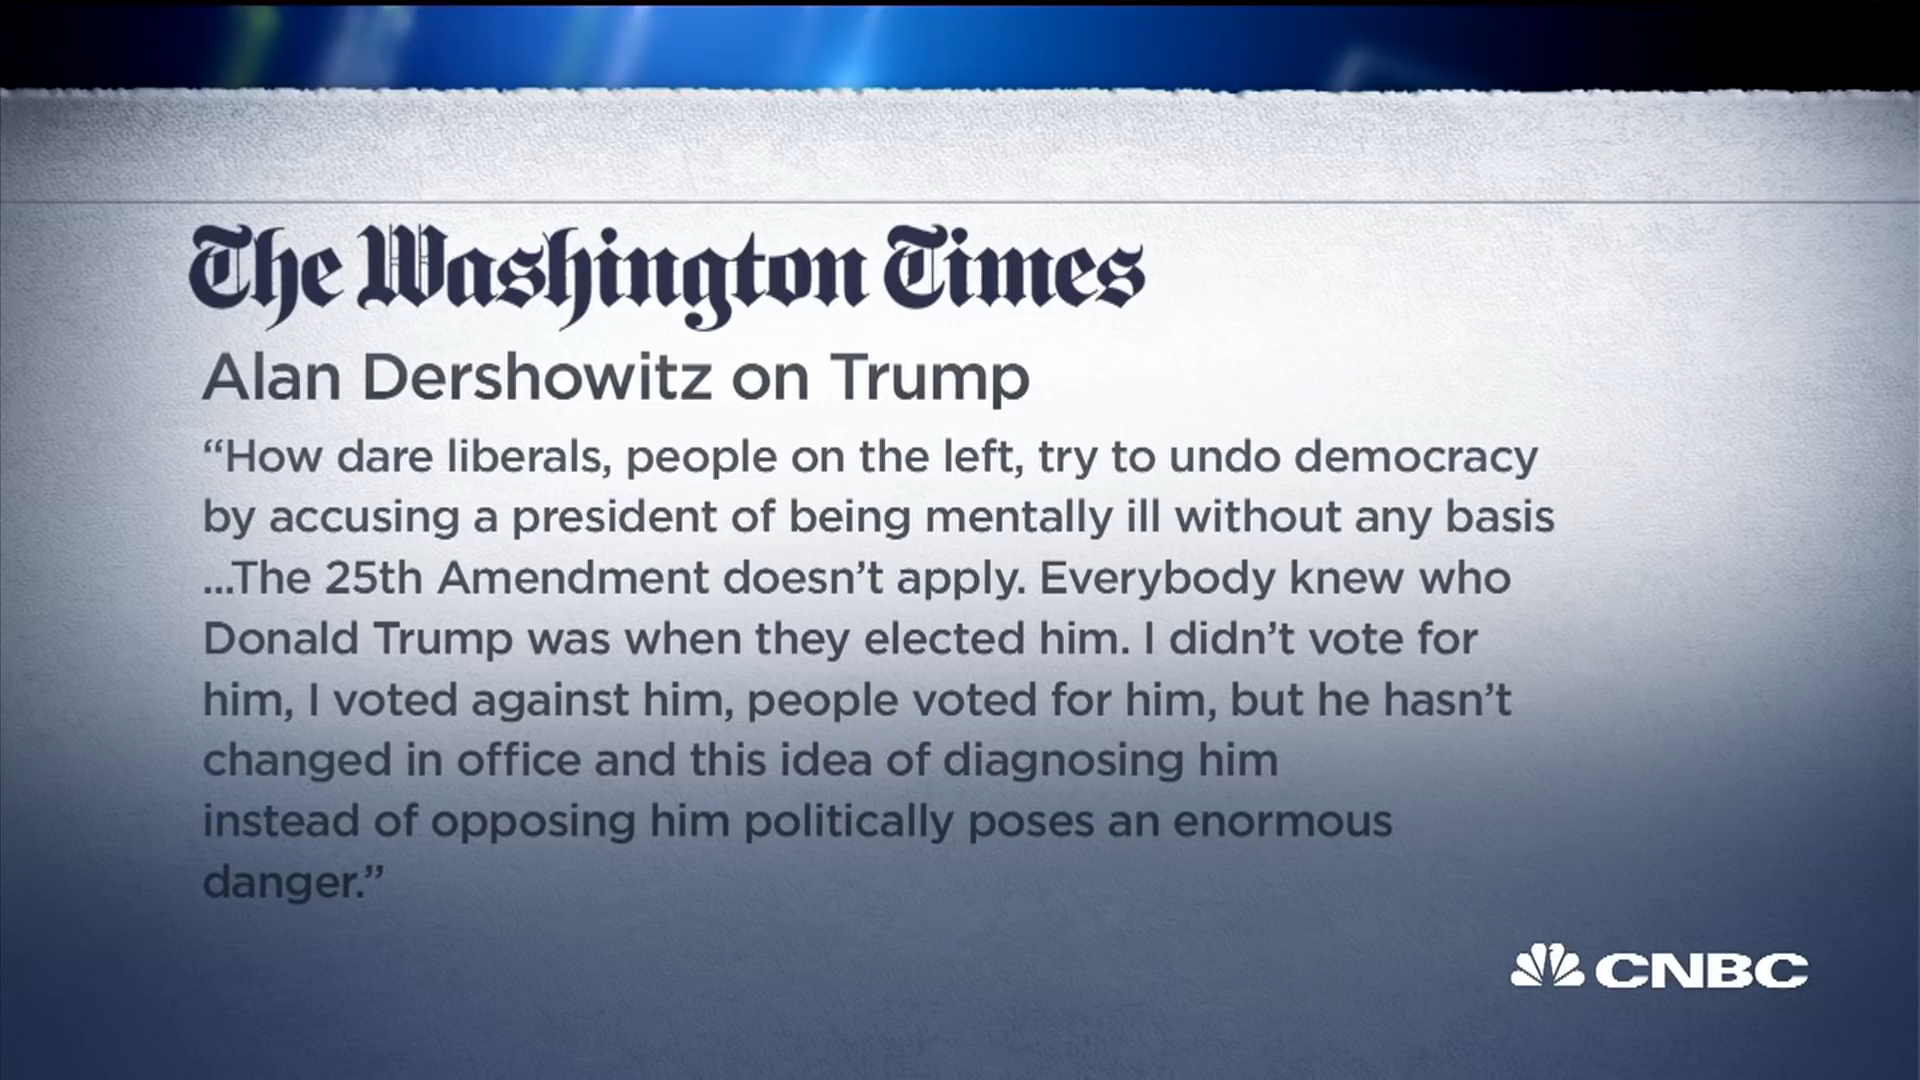 The Washington Times
Alan Dershowitz on Trump
“How dare liberals, people on the left, try to undo democracy
by accusing a president of being mentally ill without any basis
...The 25th Amendment doesn’t apply. Everybody knew who
Donald Trump was when they elected him. I didn’t vote for
him, I voted against him, people voted for him, but he hasn’t
changed in office and this idea of diagnosing him
instead of opposing him politically poses an enormous
danger.”
CNBC